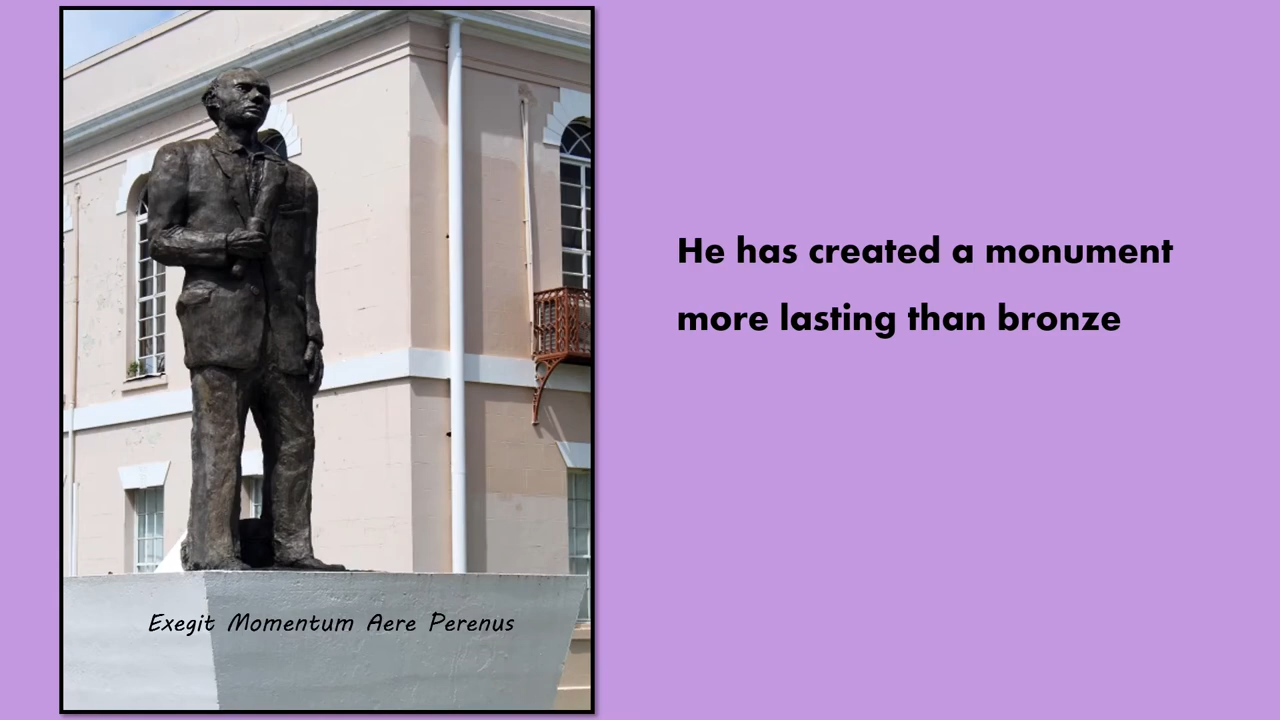 He has created a monument
more lasting than bronze
Exegit Momentum Aere Perenus